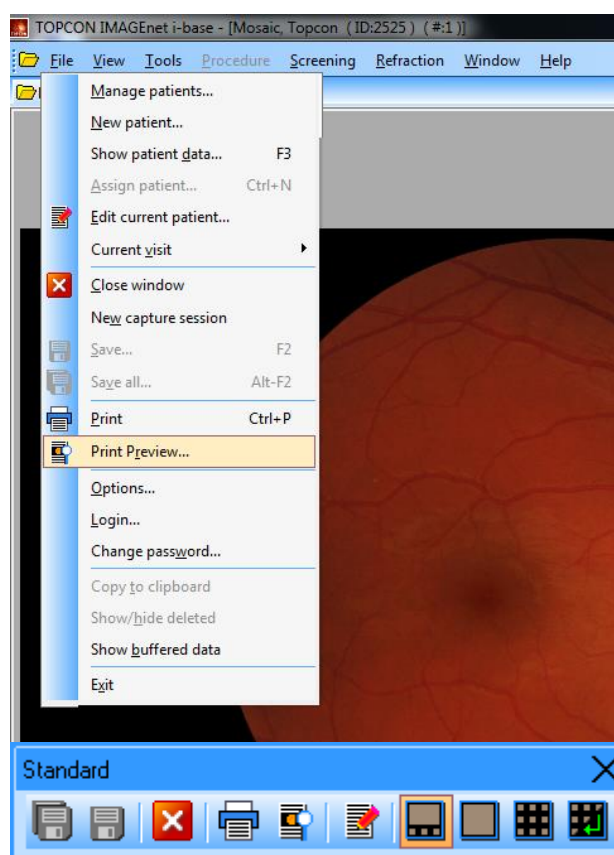 TOPCON IMAGEnet i-base - [Mosaic, Topcon ( ID:2525 ) ( #:1 )]
File View Tools Procedure Screening Refraction Window Help
Manage patients...
New patient...
Show patient data... F3
Assign patient... Ctrl+N
Edit current patient...
Current visit
Close window
New capture session
Save... F2
Save all... Alt-F2
Print Ctrl+P
Print Preview...
Options...
Login...
Change password...
Copy to clipboard
Show/hide deleted
Show buffered data
Exit
Standard